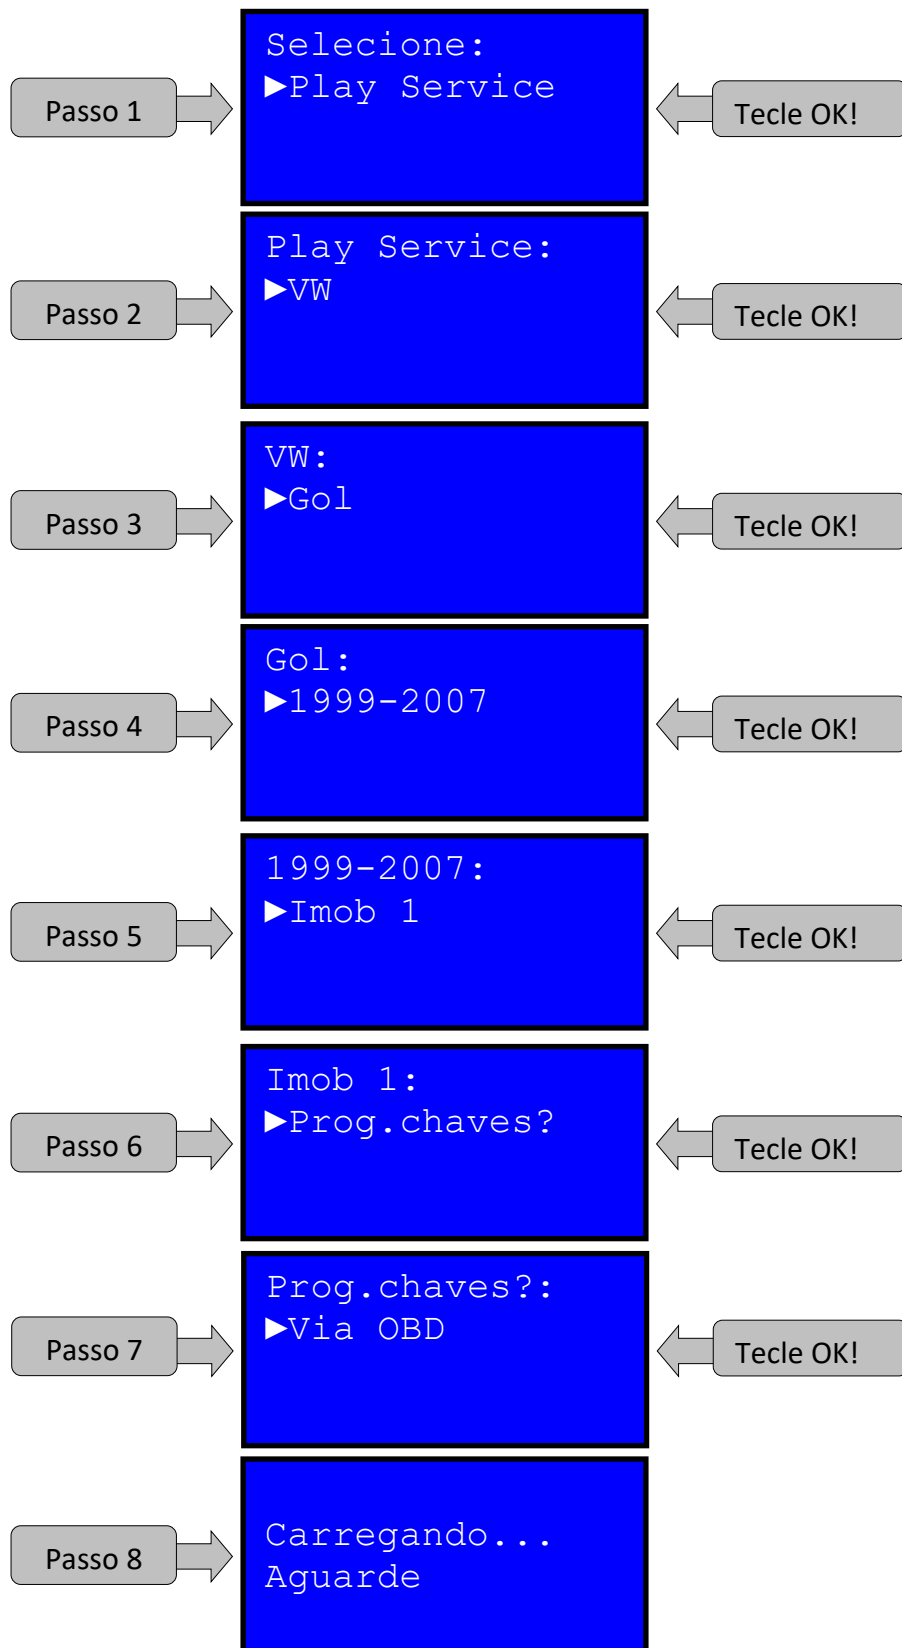 Selecione:
Passo 1
►Play Service
Tecle OK!
Play Service:
Passo 2
►VW
Tecle OK!
VW:
Passo 3
►Gol
Tecle OK!
Gol:
Passo 4
►1999-2007
Tecle OK!
1999-2007:
Passo 5
►Imob 1
Tecle OK!
Imob 1:
Passo 6
►Prog.chaves?
Tecle OK!
Prog.chaves?:
Passo 7
►Via OBD
Tecle OK!
Passo 8
Carregando...
Aguarde